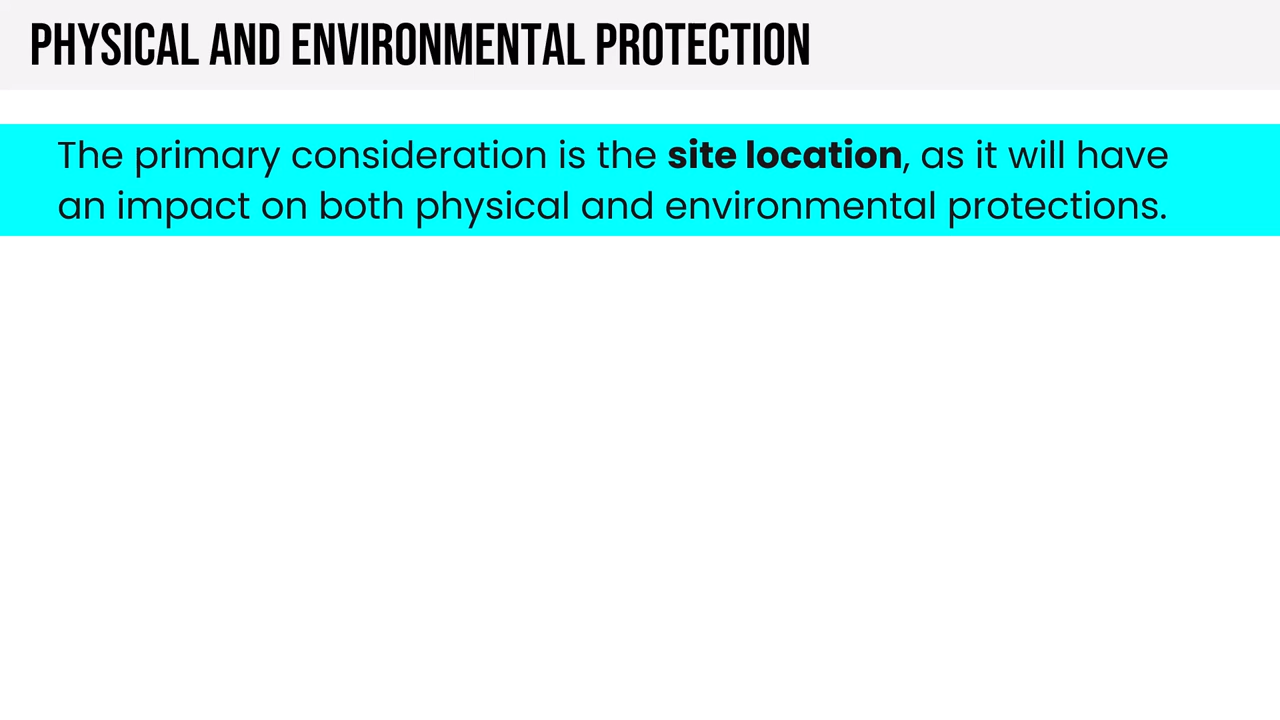 PHYSICAL AND ENVIRONMENTAL PROTECTION
The primary consideration is the site location, as it will have
an impact on both physical and environmental protections.